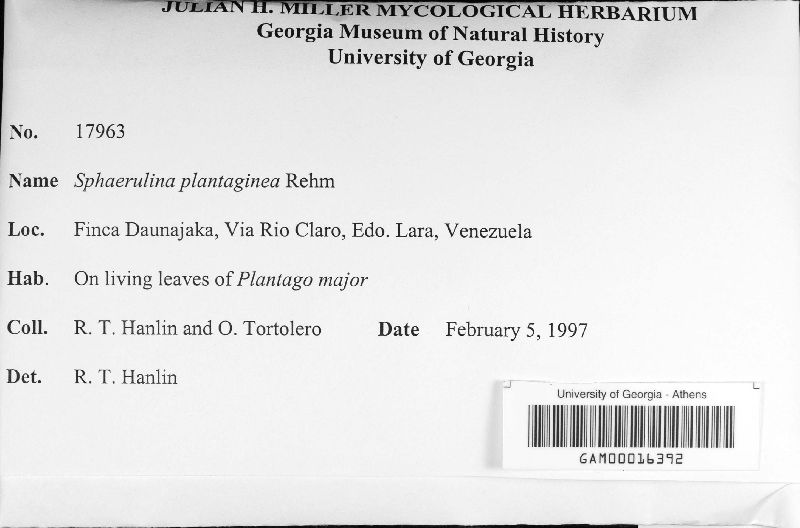 JULIAN H. MILLER MYCOLOGICAL HERBARIUM
Georgia Museum of Natural History
University of Georgia
No. 17963
Name Sphaerulina plantaginea Rehm
Loc. Finca Daunajaka, Via Rio Claro, Edo. Lara, Venezuela
Hab. On living leaves of Plantago major
Coll. R. T. Hanlin and O. Tortolero Date February 5, 1997
Det. R. T. Hanlin
University of Georgia - Athens
GAM00016392